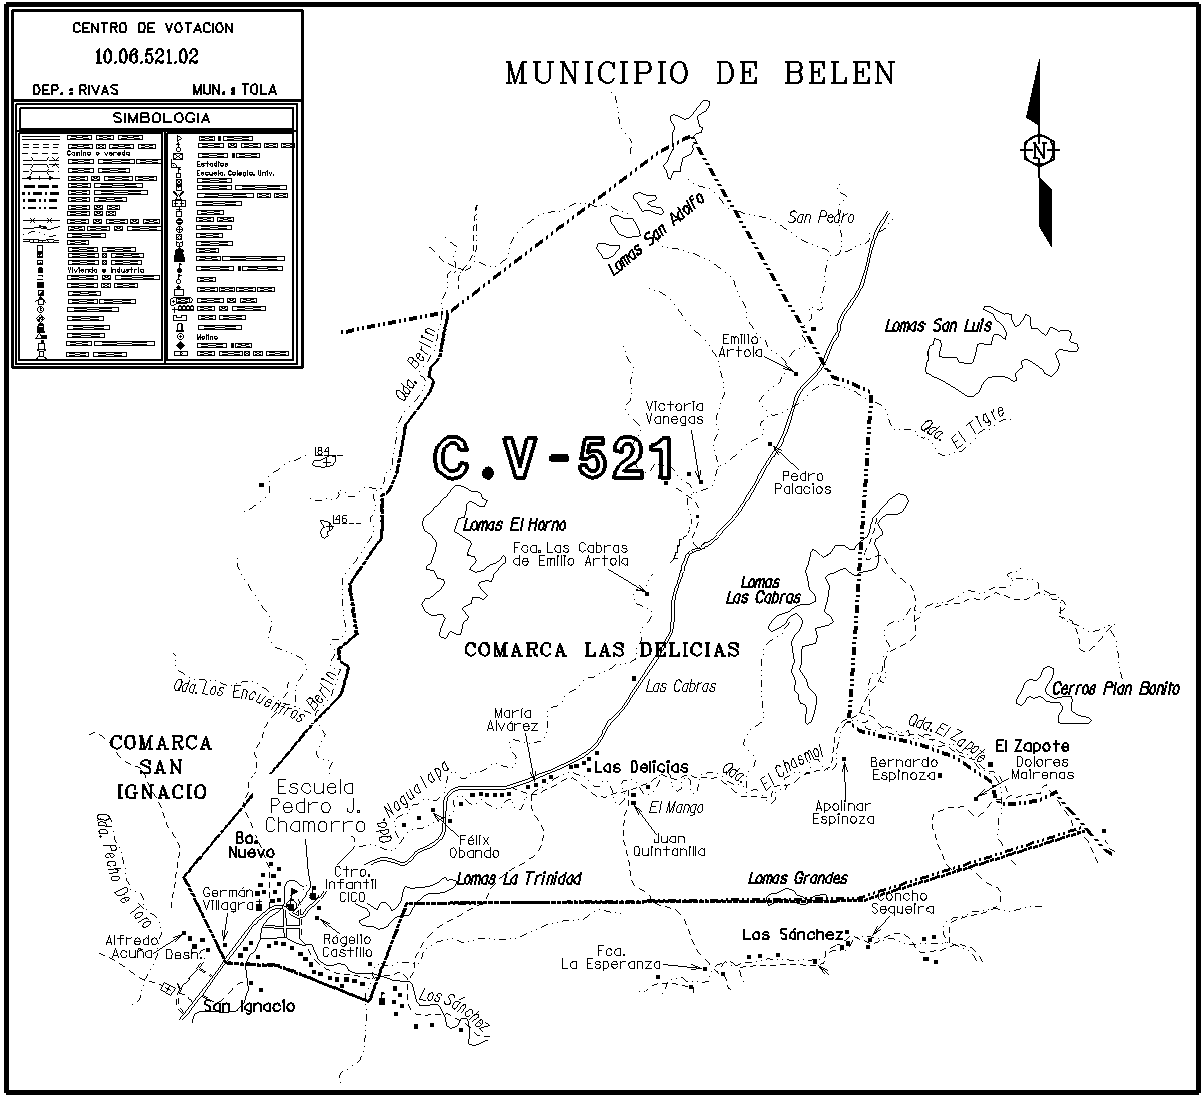 CENTRO DE VOTACION
10.06.521.02
DEP. : RIVAS
MUN. : TOLA
SIMBOLOGIA
Camino o vereda
Vivienda o Industria
Estadios
Escuela, Colegio, Univ.
Molino
MUNICIPIO DE BELEN
N
San Pedro
Lomas San Adolfo
Lomas San Luis
Emilio
Artola
Qda. Berlin
Victoria
Vanegas
Qda. El Tigre
C.V-521
184
146
Pedro
Palacios
Lomas El Horno
Fca. Las Cabras
de Emilio Artola
Lomas
Las Cabras
COMARCA LAS DELICIAS
Las Cabras
Qda. Los Encuentros
Berlin
Cerros Plan Bonito
María
Alvárez
Qda. El Zapote
COMARCA
SAN
IGNACIO
El Zapote
Dolores
Mairenas
Bernardo
Espinoza
Las Delicias
Qda. El Chasmol
Qda. Nagualapa
El Mango
Apolinar
Espinoza
Escuela
Pedro J.
Chamorro
Bo.
Nuevo
Félix
Obando
Juan
Quintanilla
Qda. Pecho De Toro
Ctro.
Infantil
CICO
Lomas La Trinidad
Lomas Grandes
Germán
Villagra
Concho
Sequeira
Alfredo
Acuña
Desh.
Rogelio
Castillo
Los Sánchez
Fca.
La Esperanza
San Ignacio
Los Sánchez